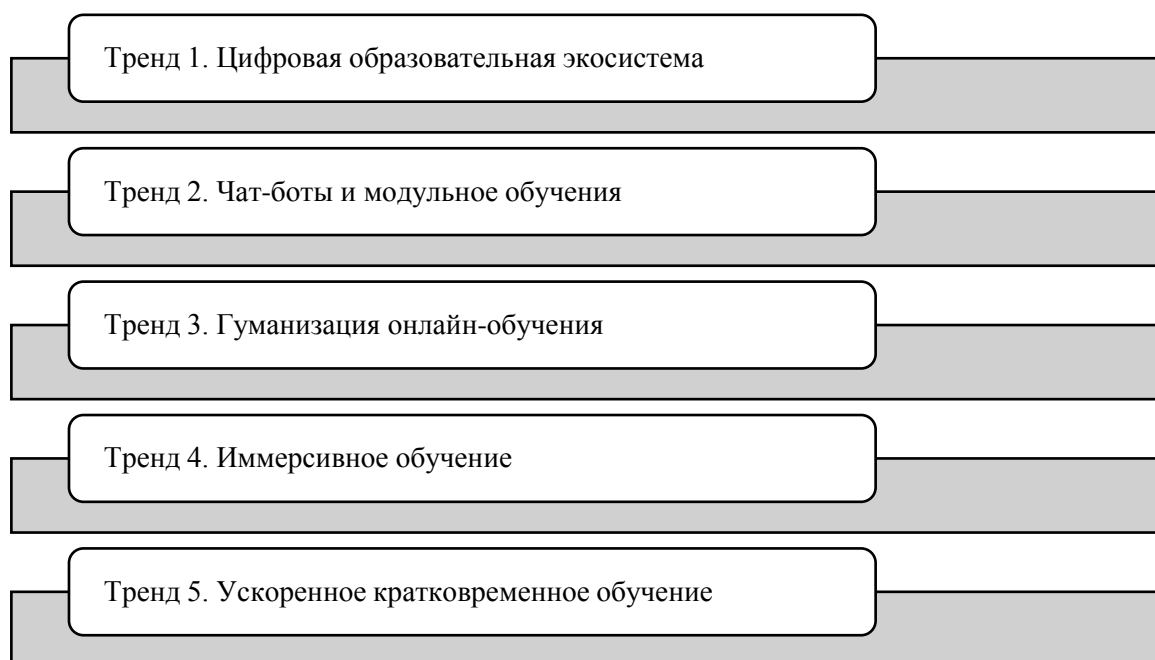 Тренд 1. Цифровая образовательная экосистема
Тренд 2. Чат-боты и модульное обучения
Тренд 3. Гуманизация онлайн-обучения
Тренд 4. Иммерсивное обучение
Тренд 5. Ускоренное кратковременное обучение